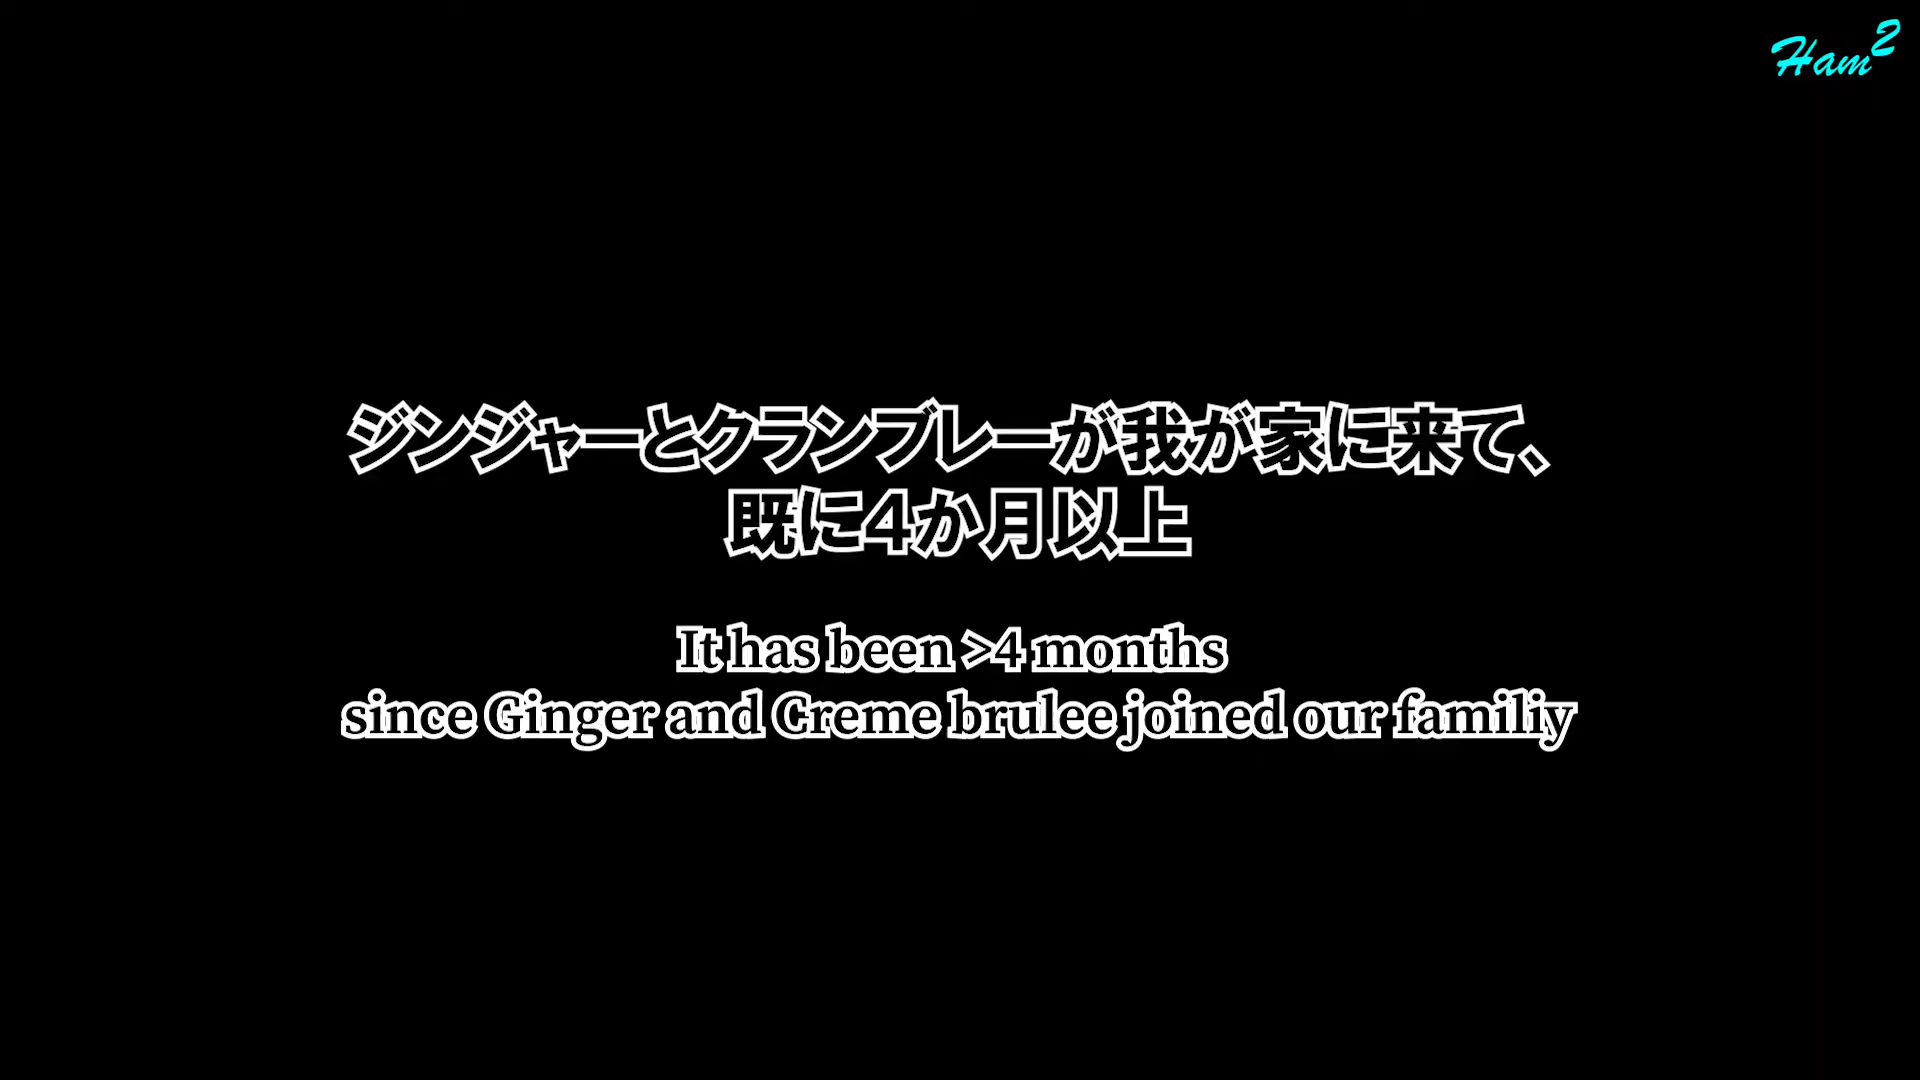 Ham²
ジンジャーとクランブレーが我が家に来て、
既に4か月以上
It has been >4 months
since Ginger and Creme brulee joined our familiy